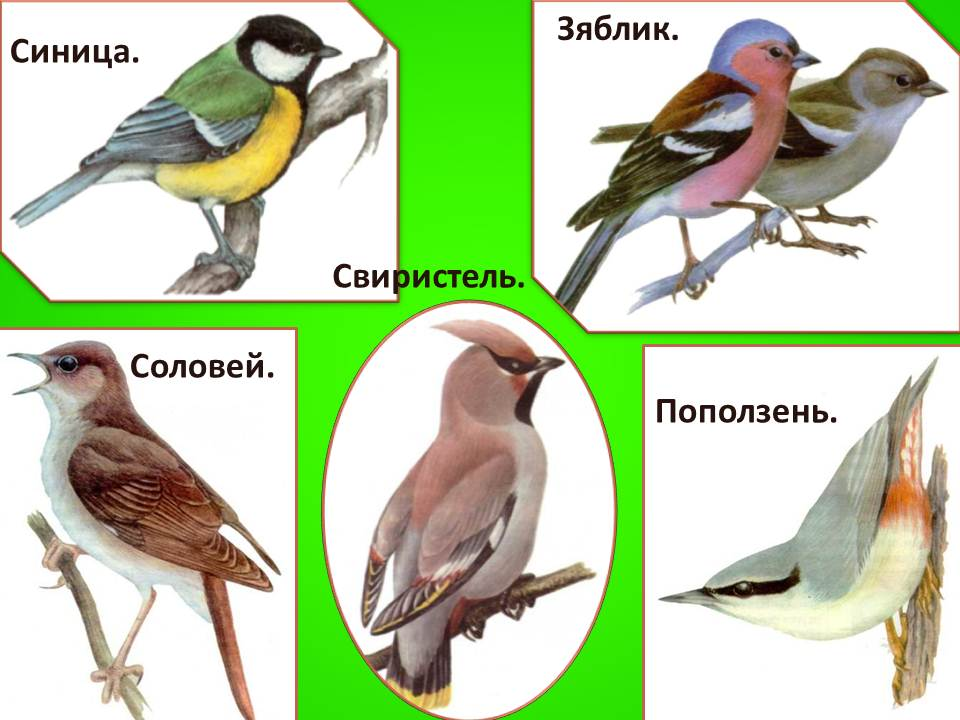 Синица.
Зяблик.
Свиристель.
Соловей.
Поползень.